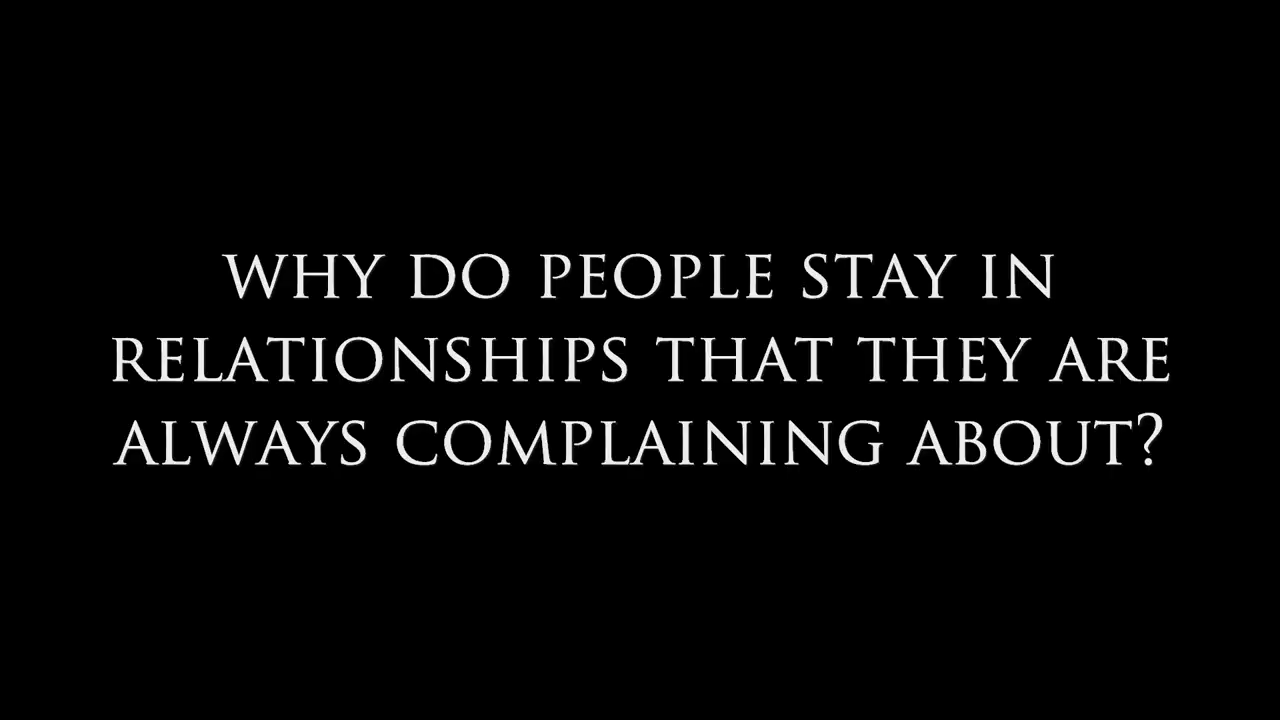 WHY DO PEOPLE STAY IN
RELATIONSHIPS THAT THEY ARE
ALWAYS COMPLAINING ABOUT?